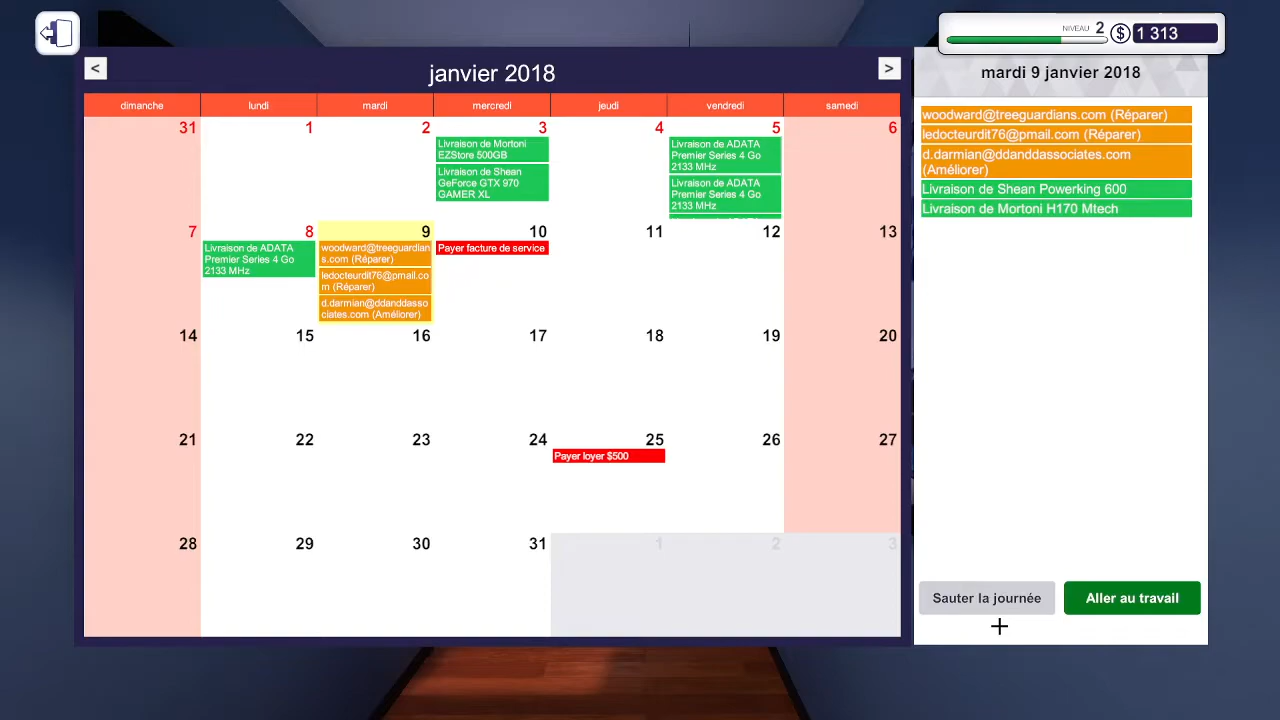 NIVEAU 2 $ 1 313
< janvier 2018 >
dimanche lundi mardi mercredi jeudi vendredi samedi
31 1 2 3 4 5 6
Livraison de Mortoni
EZStore 500GB
Livraison de Shean
GeForce GTX 970
GAMER XL
Livraison de ADATA
Premier Series 4 Go
2133 MHz
Livraison de ADATA
Premier Series 4 Go
2133 MHz
7 8 9 10 11 12 13
Livraison de ADATA
Premier Series 4 Go
2133 MHz
woodward@treeguardian
s.com (Réparer)
ledocteurdit76@pmail.co
m (Réparer)
d.darmian@ddanddasso
ciates.com (Améliorer)
Payer facture de service
14 15 16 17 18 19 20
21 22 23 24 25 26 27
Payer loyer $500
28 29 30 31 1 2 3
mardi 9 janvier 2018
woodward@treeguardians.com (Réparer)
ledocteurdit76@pmail.com (Réparer)
d.darmian@ddanddassociates.com
(Améliorer)
Livraison de Shean Powerking 600
Livraison de Mortoni H170 Mtech
Sauter la journée
Aller au travail